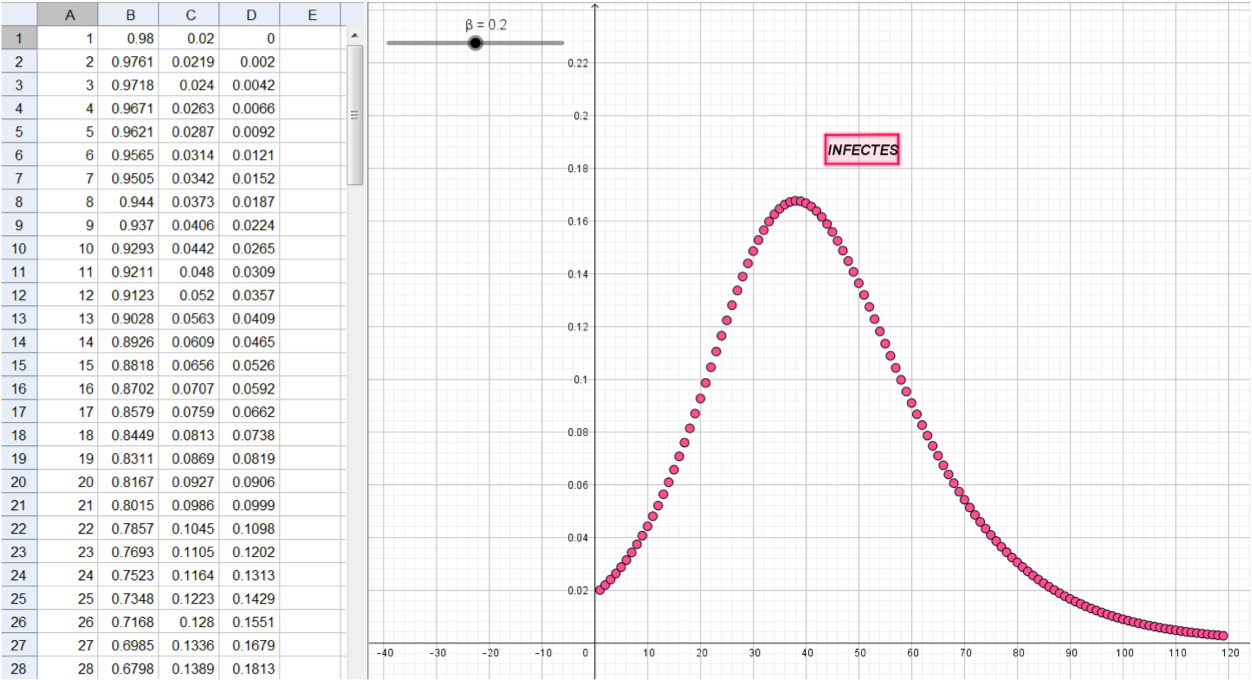 A B C D E
1 1 0.98 0.02 0
2 2 0.9761 0.0219 0.002
3 3 0.9718 0.024 0.0042
4 4 0.9671 0.0263 0.0066
5 5 0.9621 0.0287 0.0092
6 6 0.9565 0.0314 0.0121
7 7 0.9505 0.0342 0.0152
8 8 0.944 0.0373 0.0187
9 9 0.937 0.0406 0.0224
10 10 0.9293 0.0442 0.0265
11 11 0.9211 0.048 0.0309
12 12 0.9123 0.052 0.0357
13 13 0.9028 0.0563 0.0409
14 14 0.8926 0.0609 0.0465
15 15 0.8818 0.0656 0.0526
16 16 0.8702 0.0707 0.0592
17 17 0.8579 0.0759 0.0662
18 18 0.8449 0.0813 0.0738
19 19 0.8311 0.0869 0.0819
20 20 0.8167 0.0927 0.0906
21 21 0.8015 0.0986 0.0999
22 22 0.7857 0.1045 0.1098
23 23 0.7693 0.1105 0.1202
24 24 0.7523 0.1164 0.1313
25 25 0.7348 0.1223 0.1429
26 26 0.7168 0.128 0.1551
27 27 0.6985 0.1336 0.1679
28 28 0.6798 0.1389 0.1813
β = 0.2
INFECTES
0.22
0.2
0.18
0.16
0.14
0.12
0.1
0.08
0.06
0.04
0.02
-40 -30 -20 -10 0 10 20 30 40 50 60 70 80 90 100 110 120